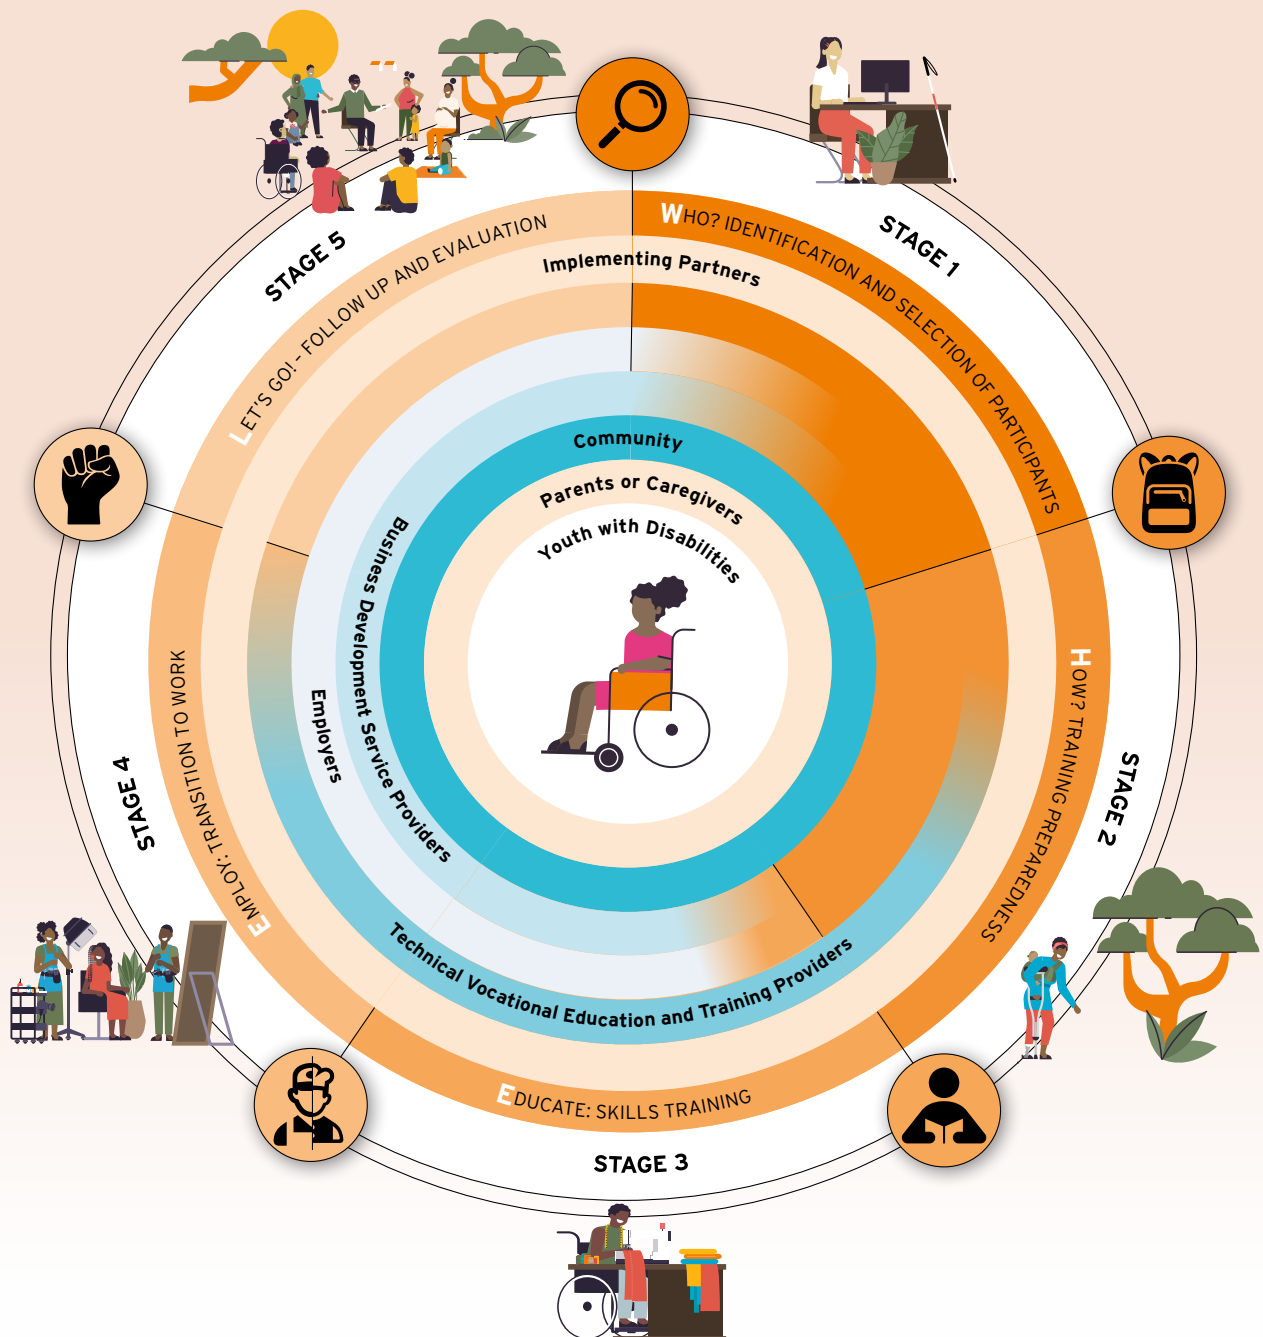 STAGE 1
WHO? IDENTIFICATION AND SELECTION OF PARTICIPANTS
STAGE 2
HOW? TRAINING PREPAREDNESS
STAGE 3
EDUCATE: SKILLS TRAINING
STAGE 4
EMPLOY: TRANSITION TO WORK
STAGE 5
LET'S GO! - FOLLOW UP AND EVALUATION
Implementing Partners
Technical Vocational Education and Training Providers
Employers
Business Development Service Providers
Community
Parents or Caregivers
Youth with Disabilities